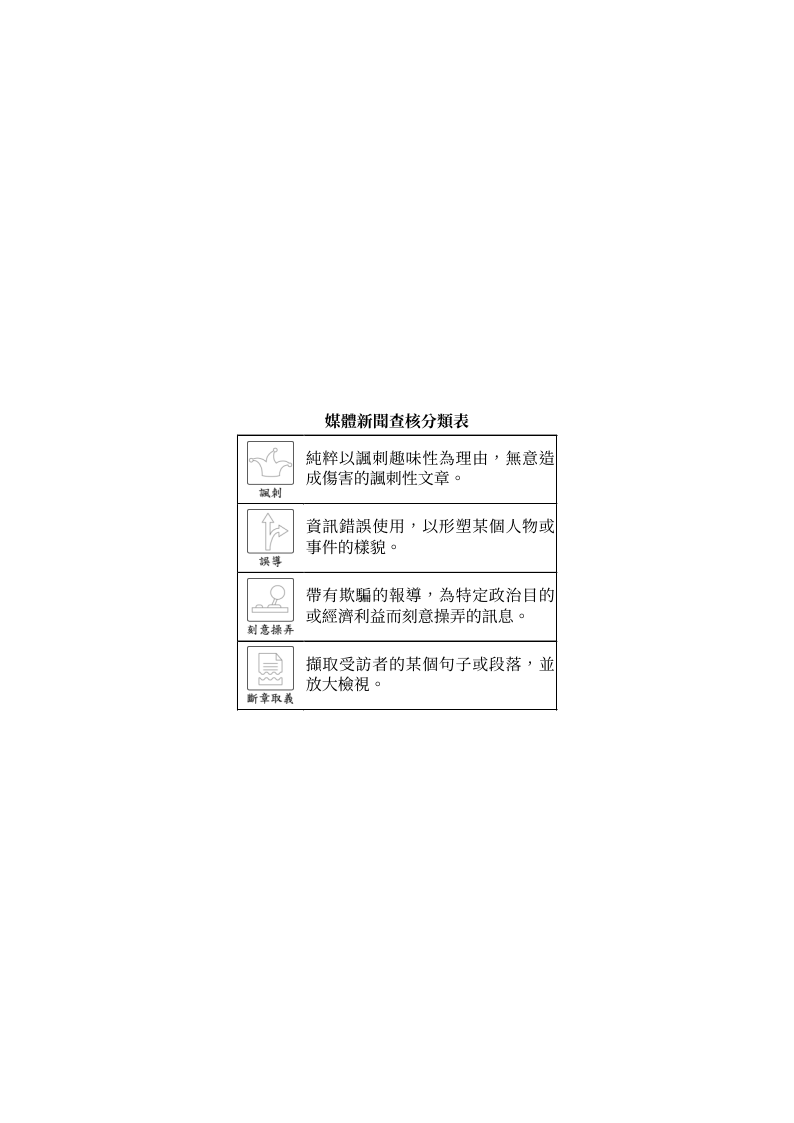 媒體新聞查核分類表
純粹以諷刺趣味性為理由，無意造
成傷害的諷刺性文章。
諷刺
資訊錯誤使用，以形塑某個人物或
事件的樣貌。
誤導
帶有欺騙的報導，為特定政治目的
或經濟利益而刻意操弄的訊息。
刻意操弄
擷取受訪者的某個句子或段落，並
放大檢視。
斷章取義